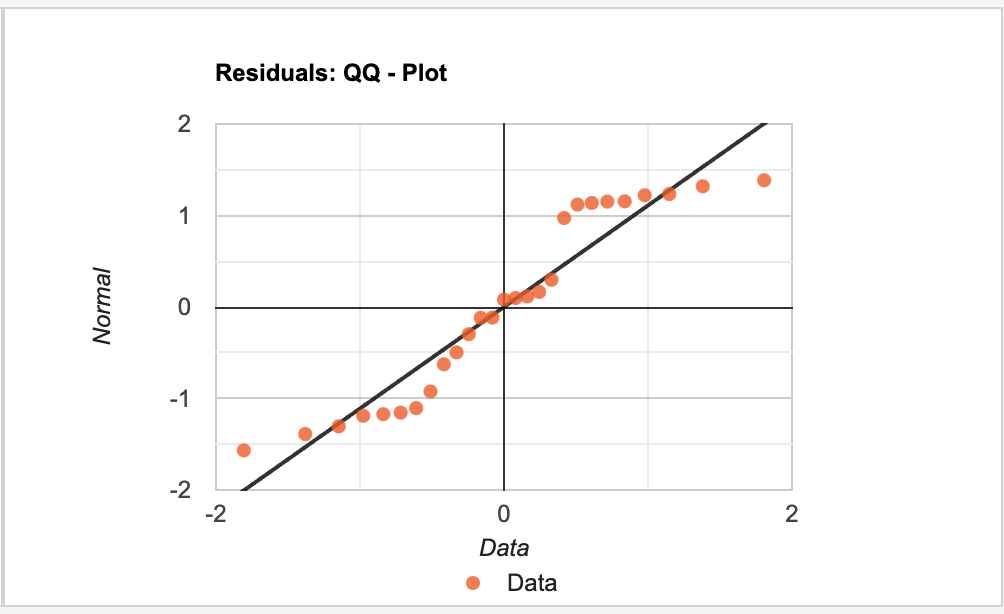 Residuals: QQ - Plot
2
1
0
-1
-2
Normal
-2
0
2
Data
Data